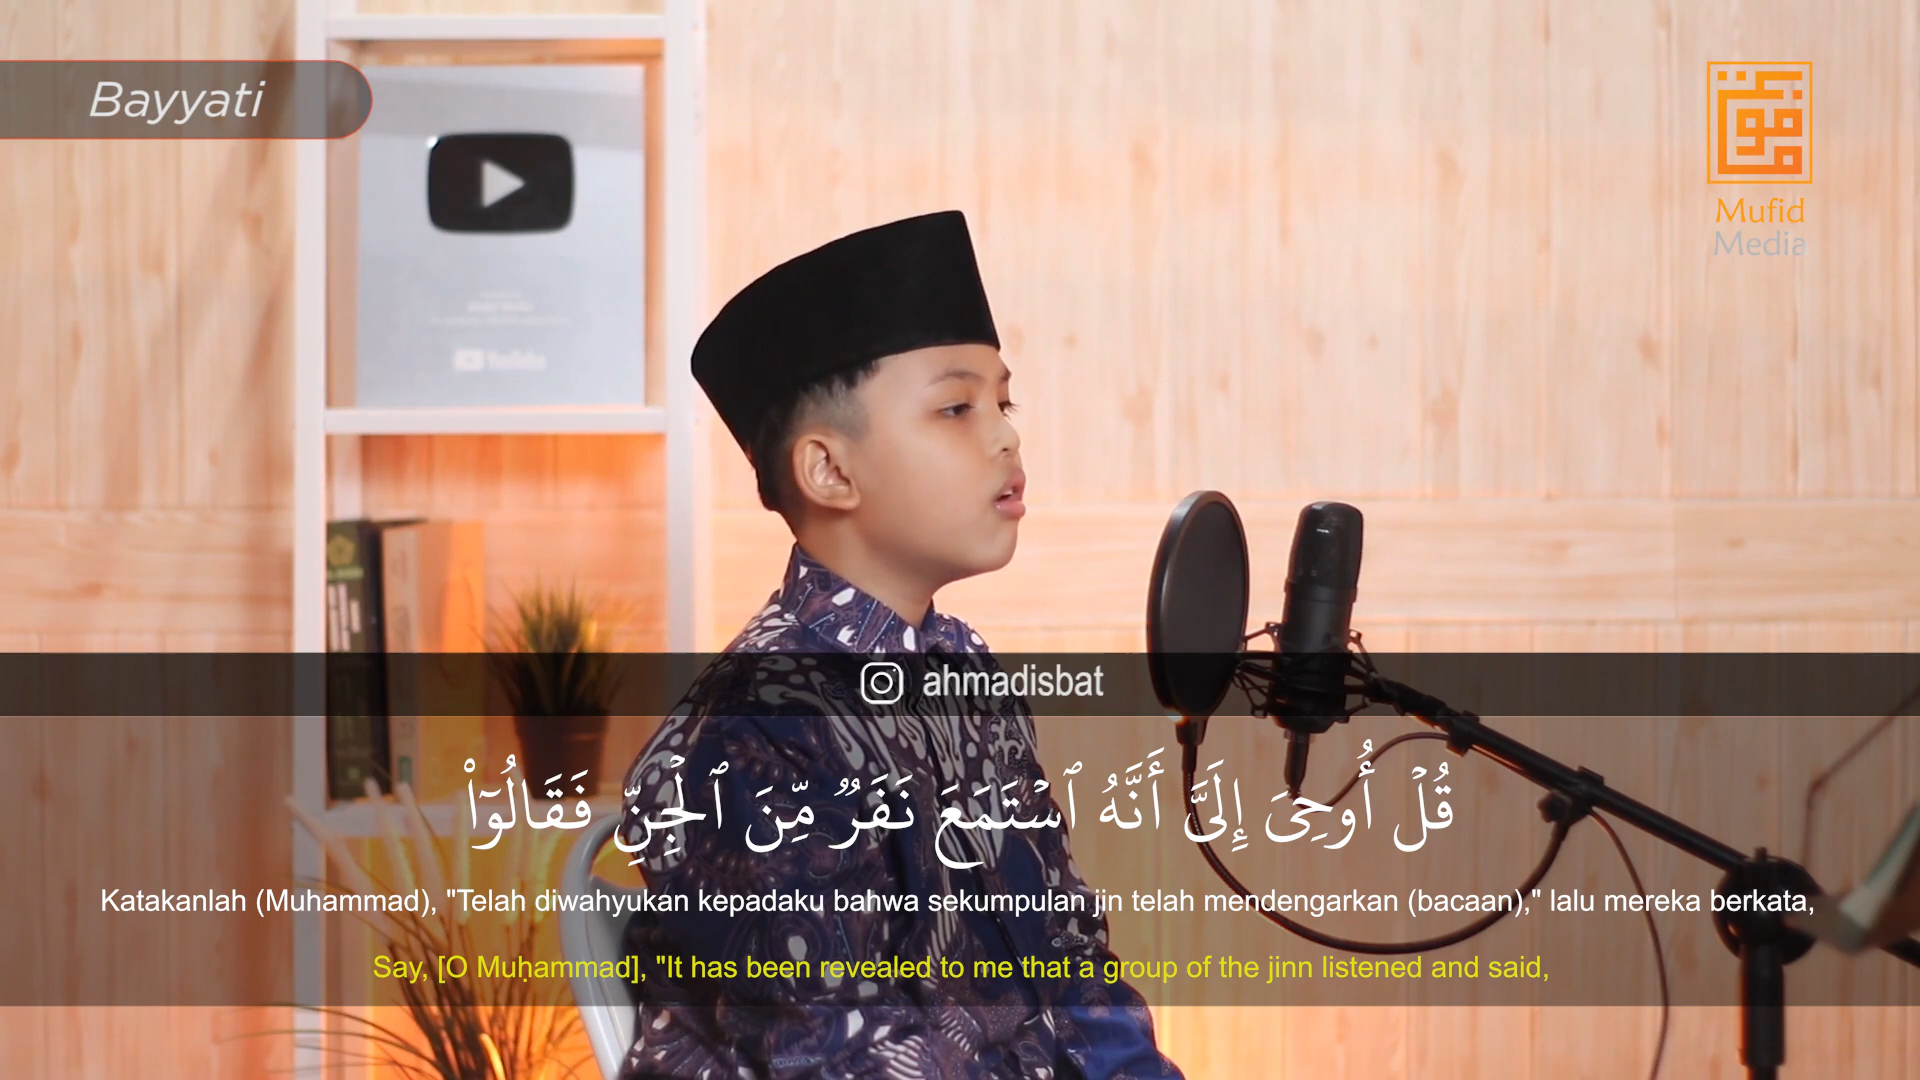 Bayyati
Mufid
Media
YouTube
ahmadisbat
قُلْ أُوحِىَ إِلَىَّ أَنَّهُ ٱسْتَمَعَ نَفَرٌ مِّنَ ٱلْجِنِّ فَقَالُوٓا۟
Katakanlah (Muhammad), "Telah diwahyukan kepadaku bahwa sekumpulan jin telah mendengarkan (bacaan)," lalu mereka berkata,
Say, [O Muḥammad], "It has been revealed to me that a group of the jinn listened and said,